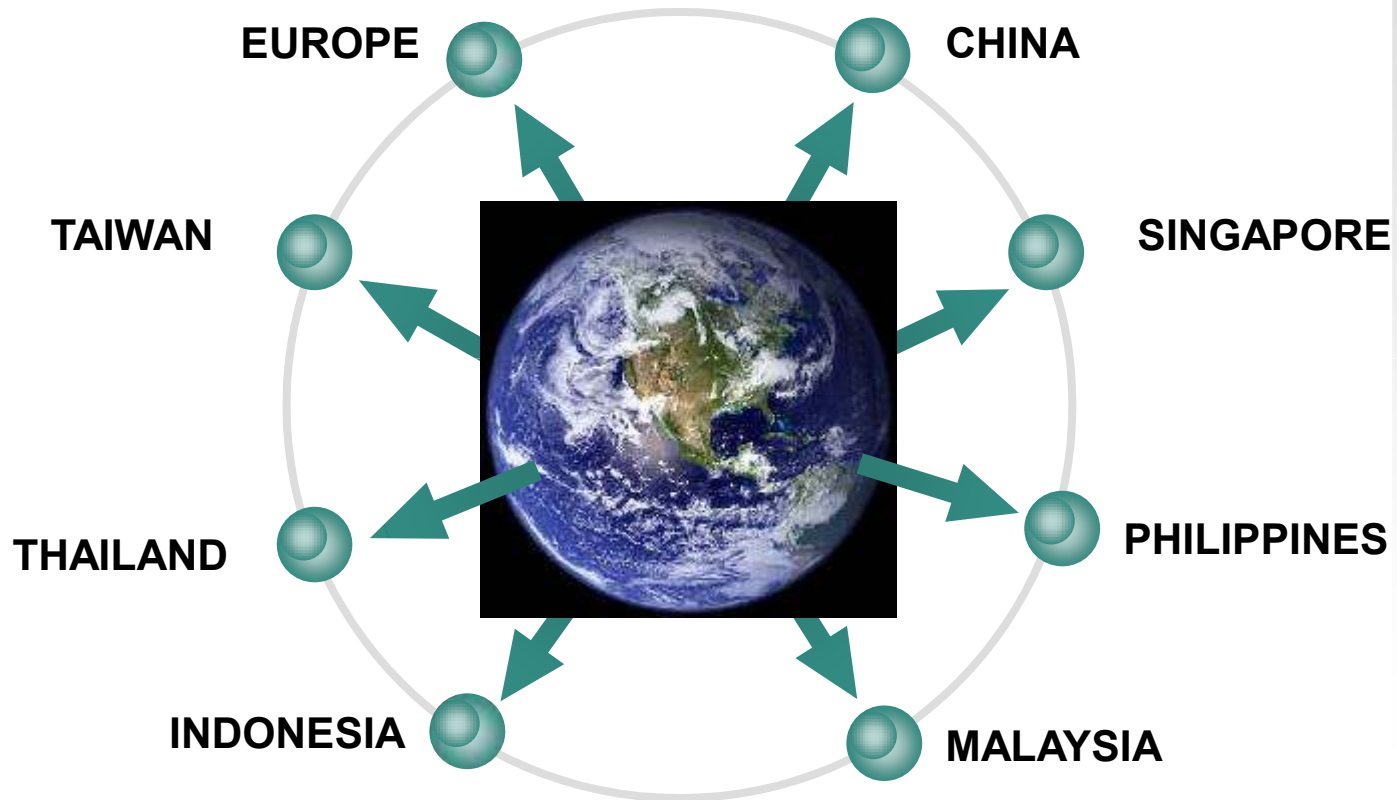 EUROPE
CHINA
TAIWAN
SINGAPORE
THAILAND
PHILIPPINES
INDONESIA
MALAYSIA